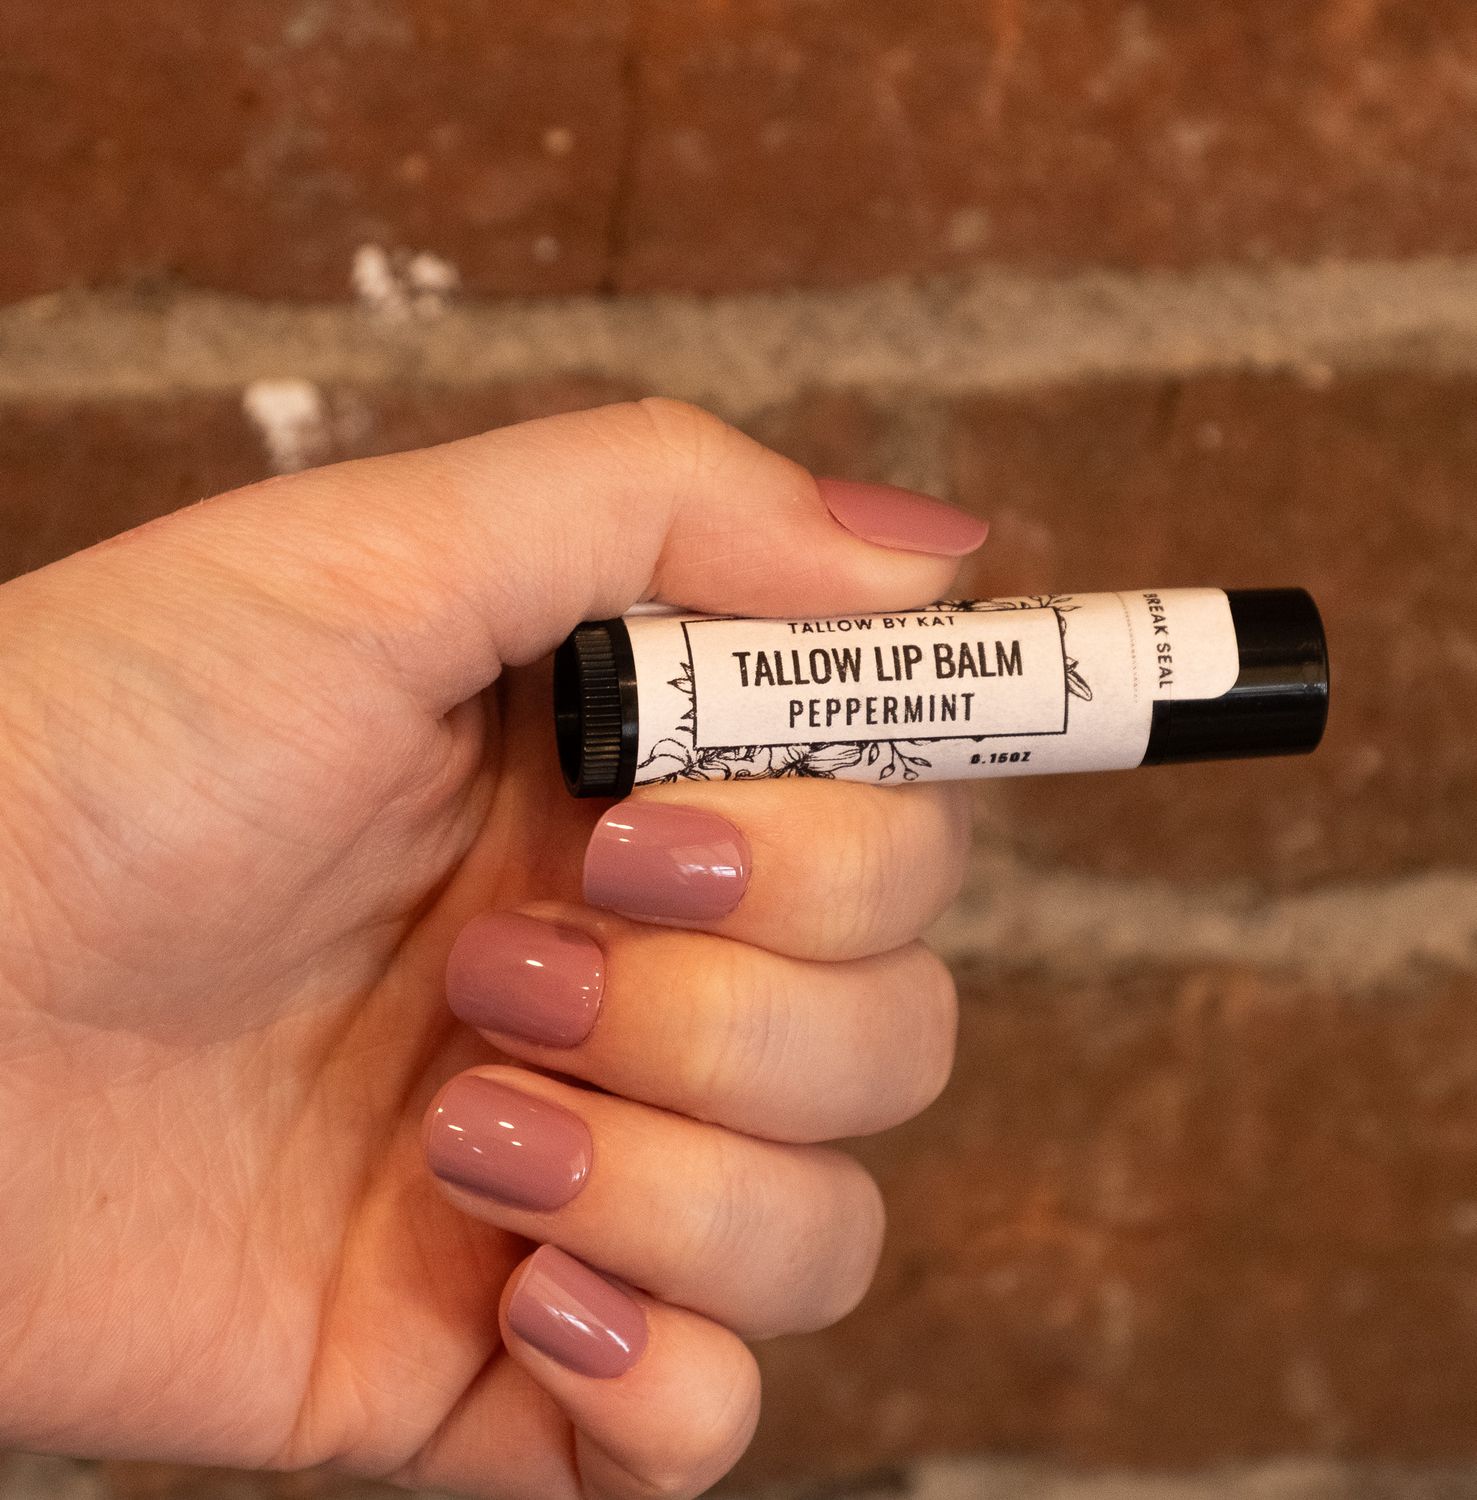 TALLOW BY KAT
TALLOW LIP BALM
PEPPERMINT
0.15OZ
BREAK SEAL